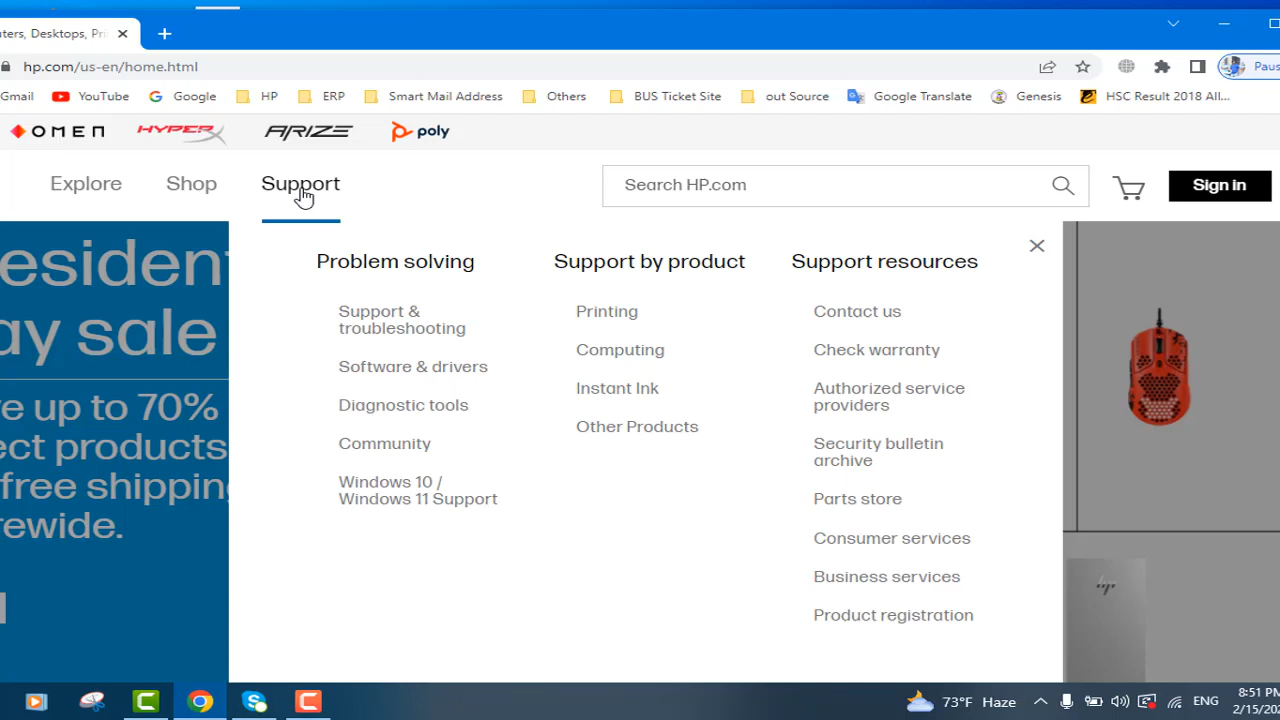 ters, Desktops, Pri
hp.com/us-en/home.html
Paus
Gmail YouTube Google HP ERP Smart Mail Address Others BUS Ticket Site out Source Google Translate Genesis HSC Result 2018 All...
OMEN HYPERX ARIZE poly
Explore Shop Support Search HP.com Sign in
esident
ay sale
e up to 70%
ect products
free shipping
rewide.
Problem solving
Support &
troubleshooting
Software & drivers
Diagnostic tools
Community
Windows 10 /
Windows 11 Support
Support by product
Printing
Computing
Instant Ink
Other Products
Support resources
Contact us
Check warranty
Authorized service
providers
Security bulletin
archive
Parts store
Consumer services
Business services
Product registration
hp
73°F Haze ENG 8:51 PM
2/15/202